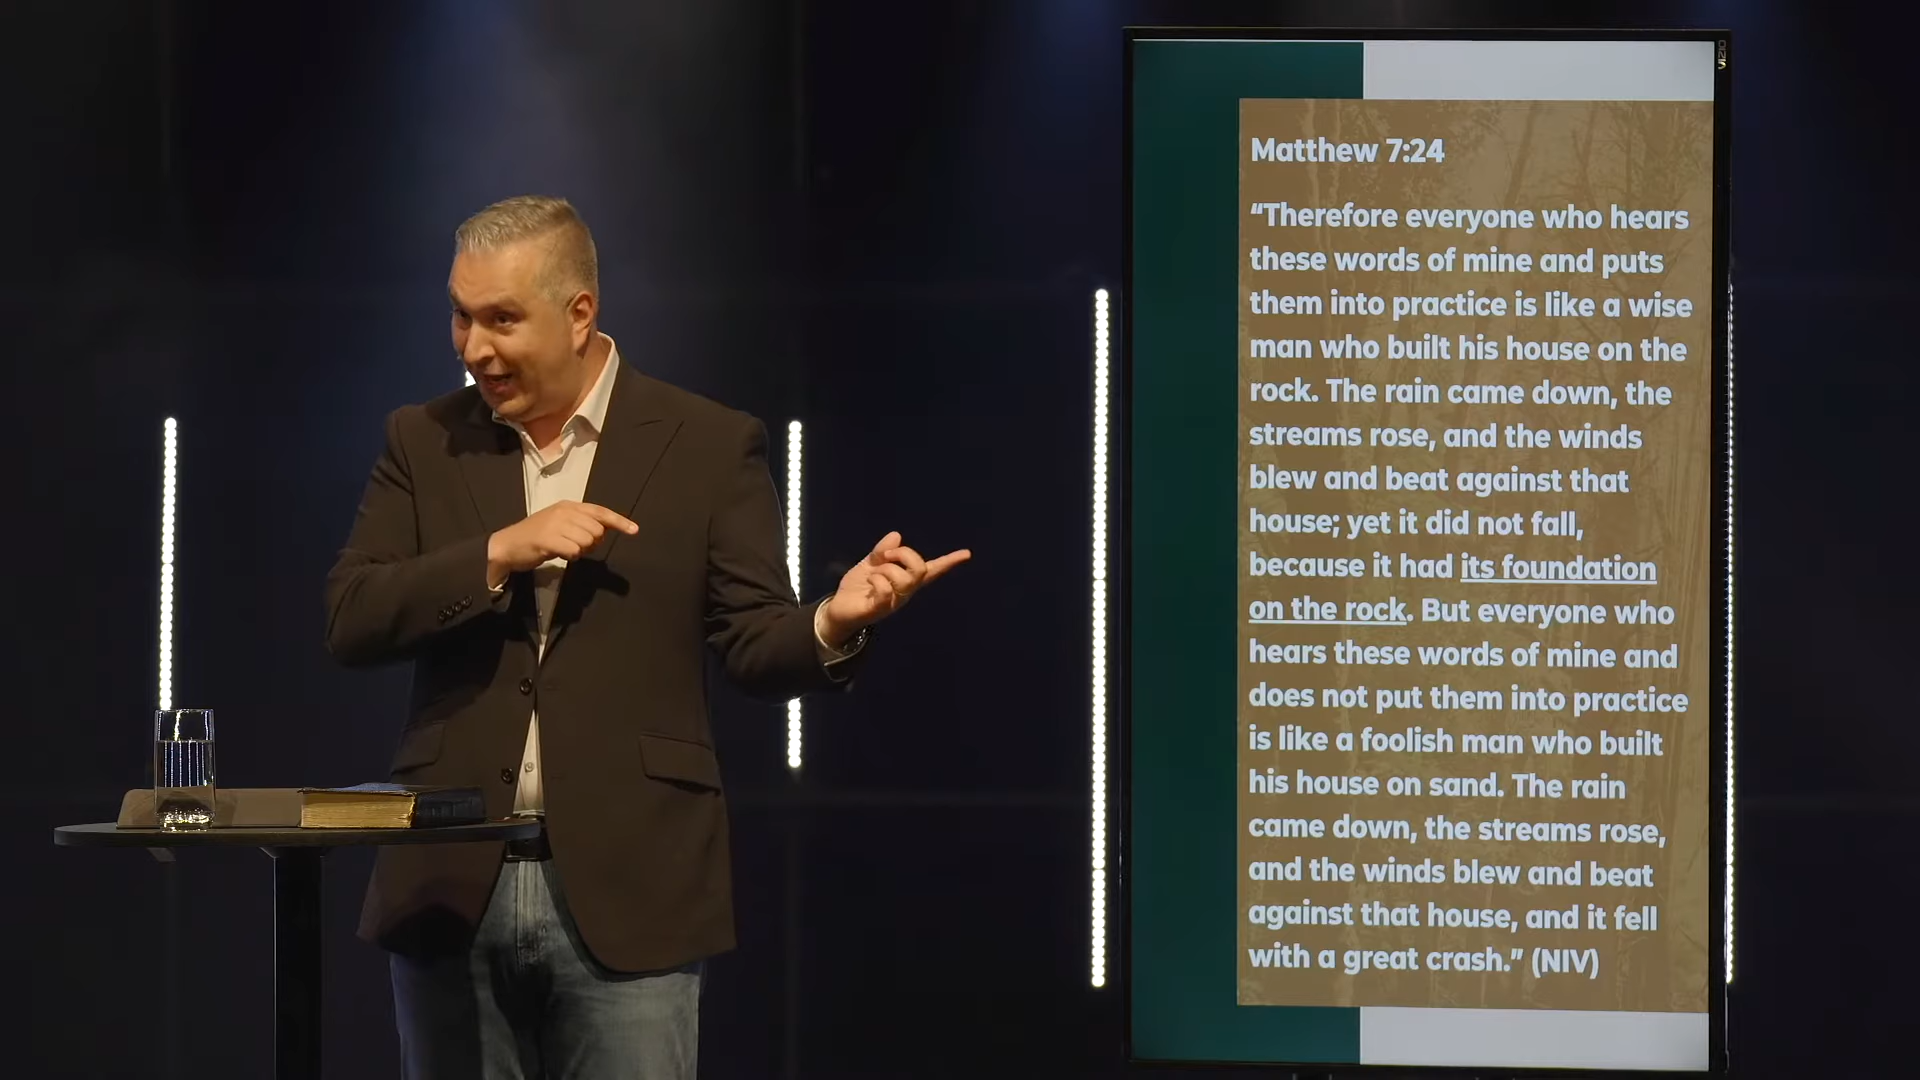 VIZIO
Matthew 7:24
“Therefore everyone who hears
these words of mine and puts
them into practice is like a wise
man who built his house on the
rock. The rain came down, the
streams rose, and the winds
blew and beat against that
house; yet it did not fall,
because it had its foundation
on the rock. But everyone who
hears these words of mine and
does not put them into practice
is like a foolish man who built
his house on sand. The rain
came down, the streams rose,
and the winds blew and beat
against that house, and it fell
with a great crash.” (NIV)